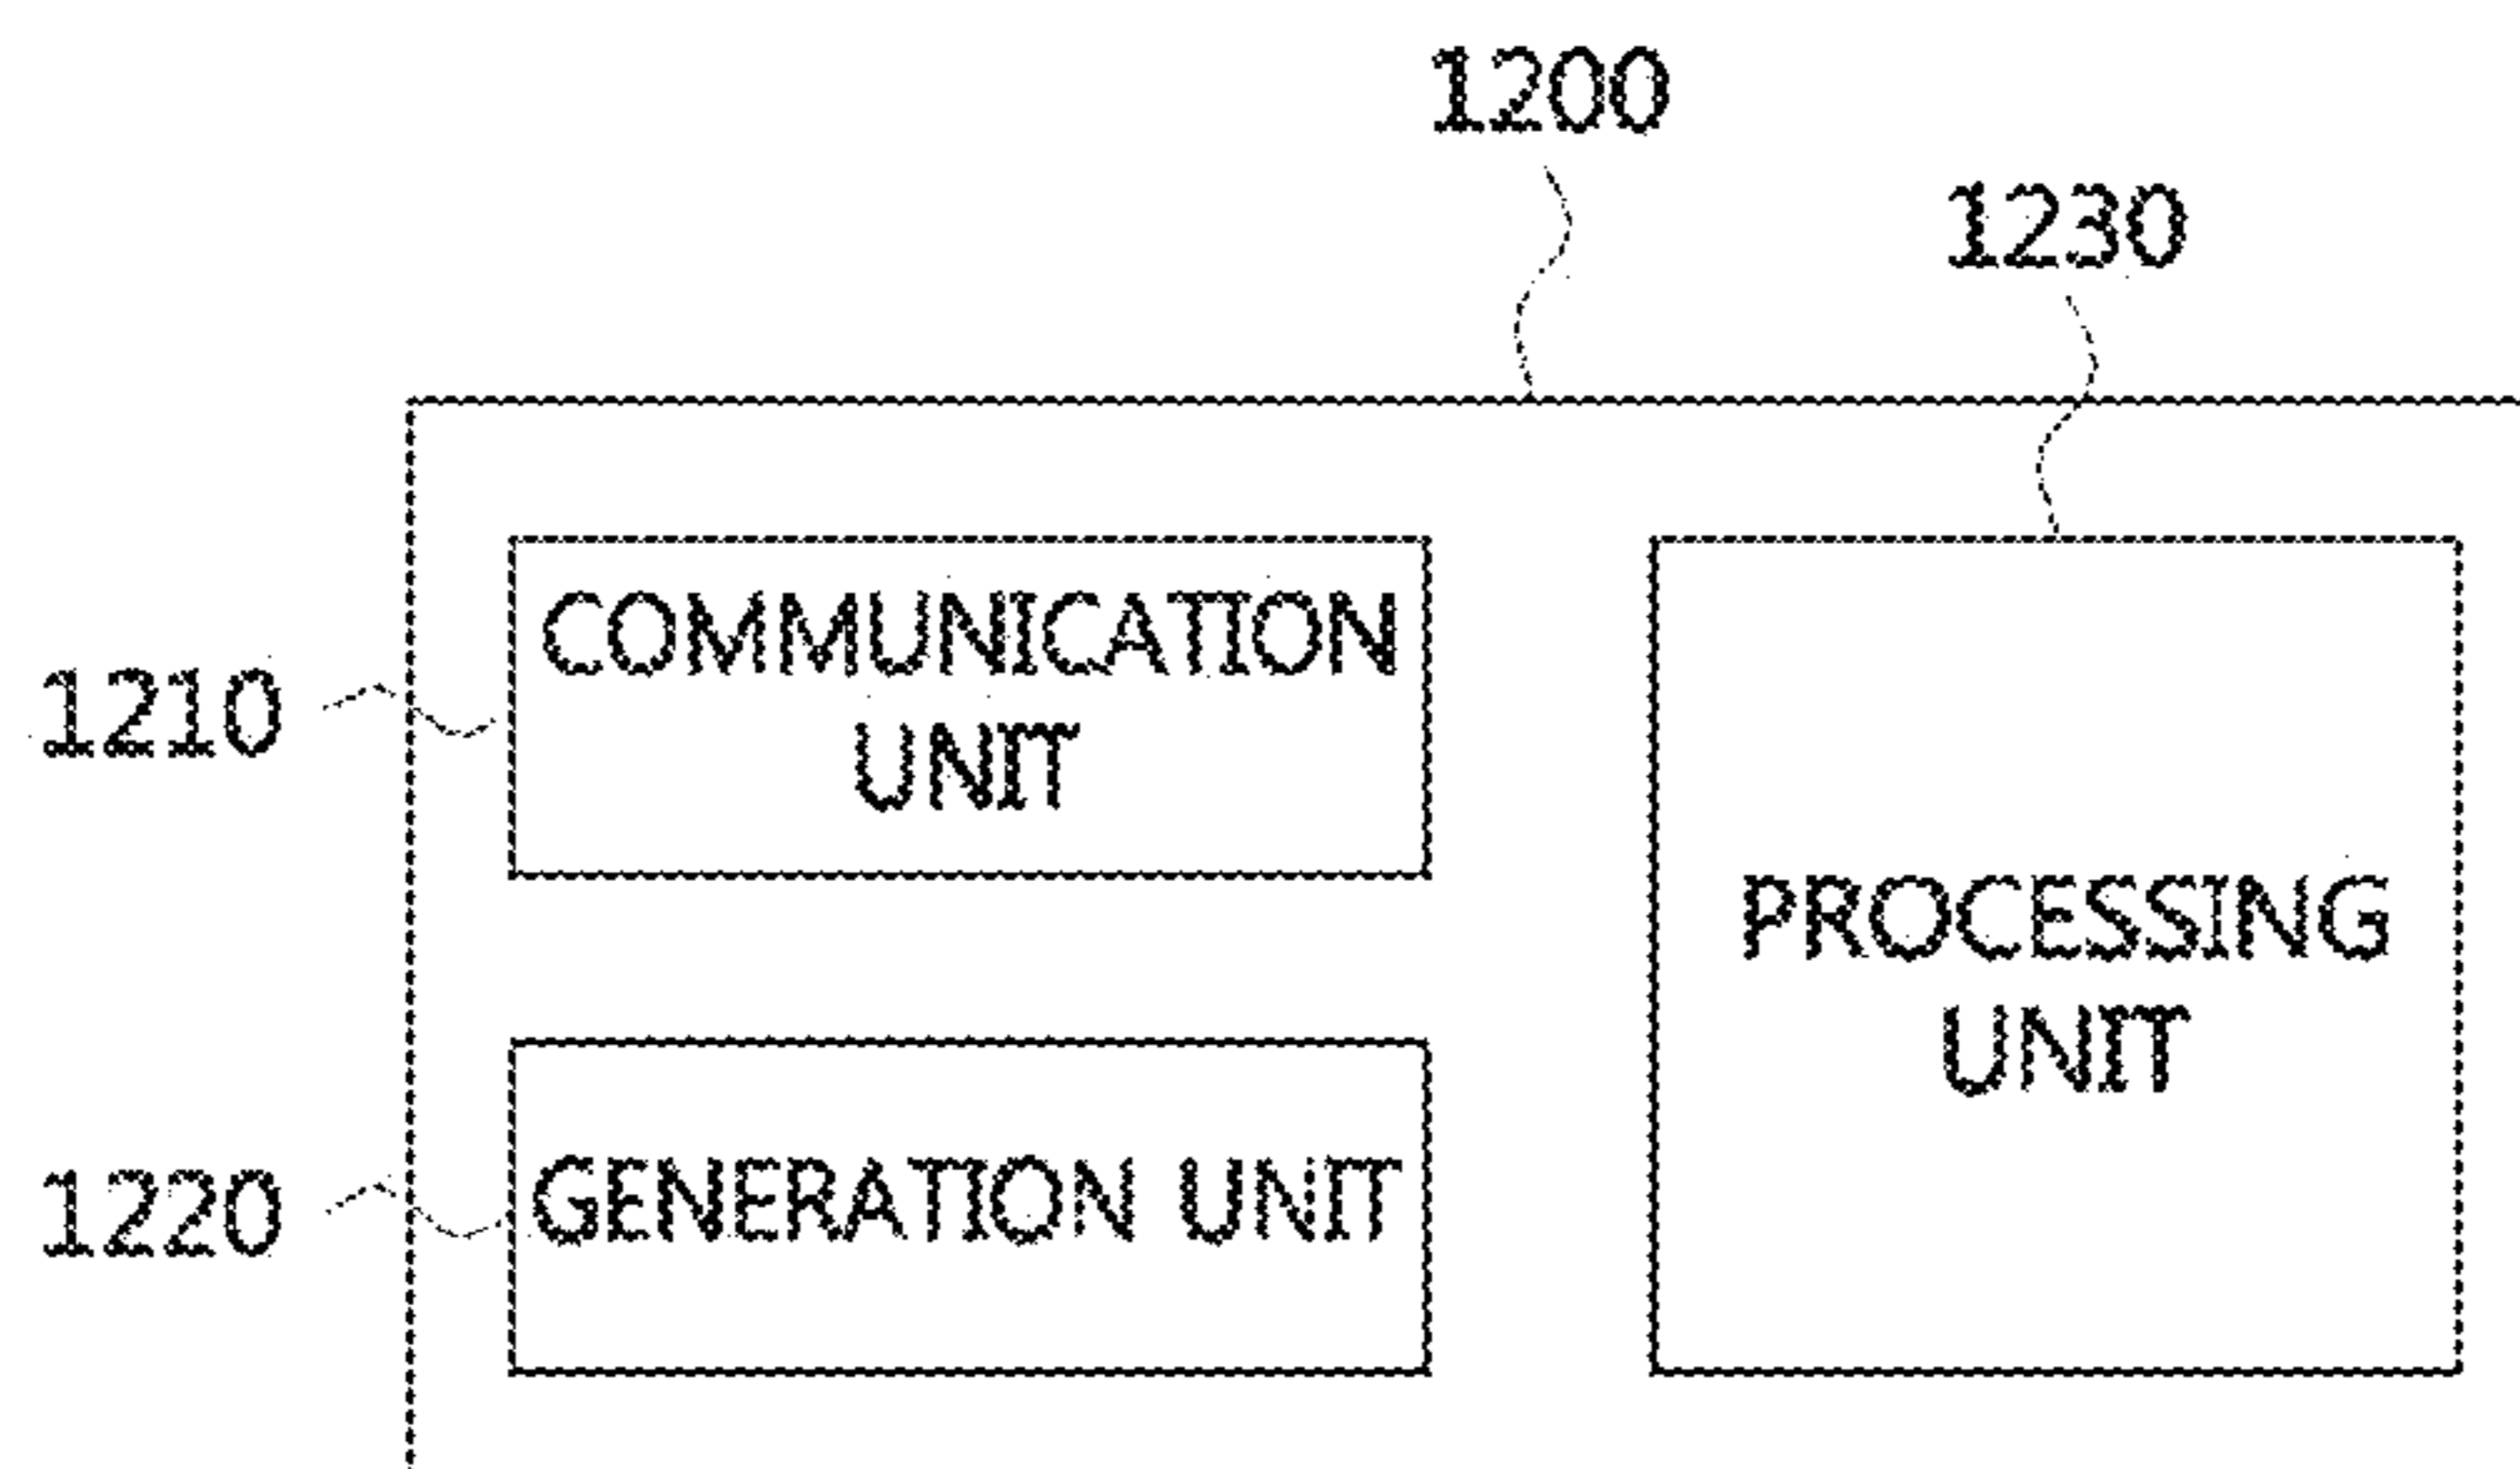 1200
1230
1210
COMMUNICATION
UNIT
PROCESSING
UNIT
1220
GENERATION UNIT